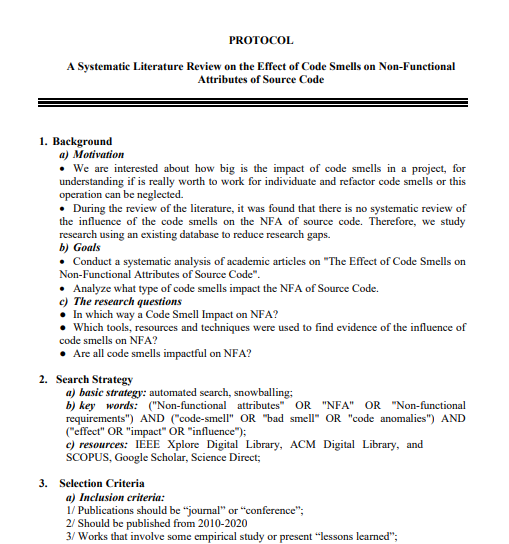 PROTOCOL
A Systematic Literature Review on the Effect of Code Smells on Non-Functional
Attributes of Source Code
1. Background
a) Motivation
• We are interested about how big is the impact of code smells in a project, for
understanding if is really worth to work for individuate and refactor code smells or this
operation can be neglected.
• During the review of the literature, it was found that there is no systematic review of
the influence of the code smells on the NFA of source code. Therefore, we study
research using an existing database to reduce research gaps.
b) Goals
• Conduct a systematic analysis of academic articles on "The Effect of Code Smells on
Non-Functional Attributes of Source Code".
• Analyze what type of code smells impact the NFA of Source Code.
c) The research questions
• In which way a Code Smell Impact on NFA?
• Which tools, resources and techniques were used to find evidence of the influence of
code smells on NFA?
• Are all code smells impactful on NFA?
2. Search Strategy
a) basic strategy: automated search, snowballing;
b) key words: ("Non-functional attributes" OR "NFA" OR "Non-functional
requirements") AND ("code-smell" OR "bad smell" OR "code anomalies") AND
("effect" OR "impact" OR "influence");
c) resources: IEEE Xplore Digital Library, ACM Digital Library, and
SCOPUS, Google Scholar, Science Direct;
3. Selection Criteria
a) Inclusion criteria:
1/ Publications should be “journal” or “conference”;
2/ Should be published from 2010-2020
3/ Works that involve some empirical study or present “lessons learned”;